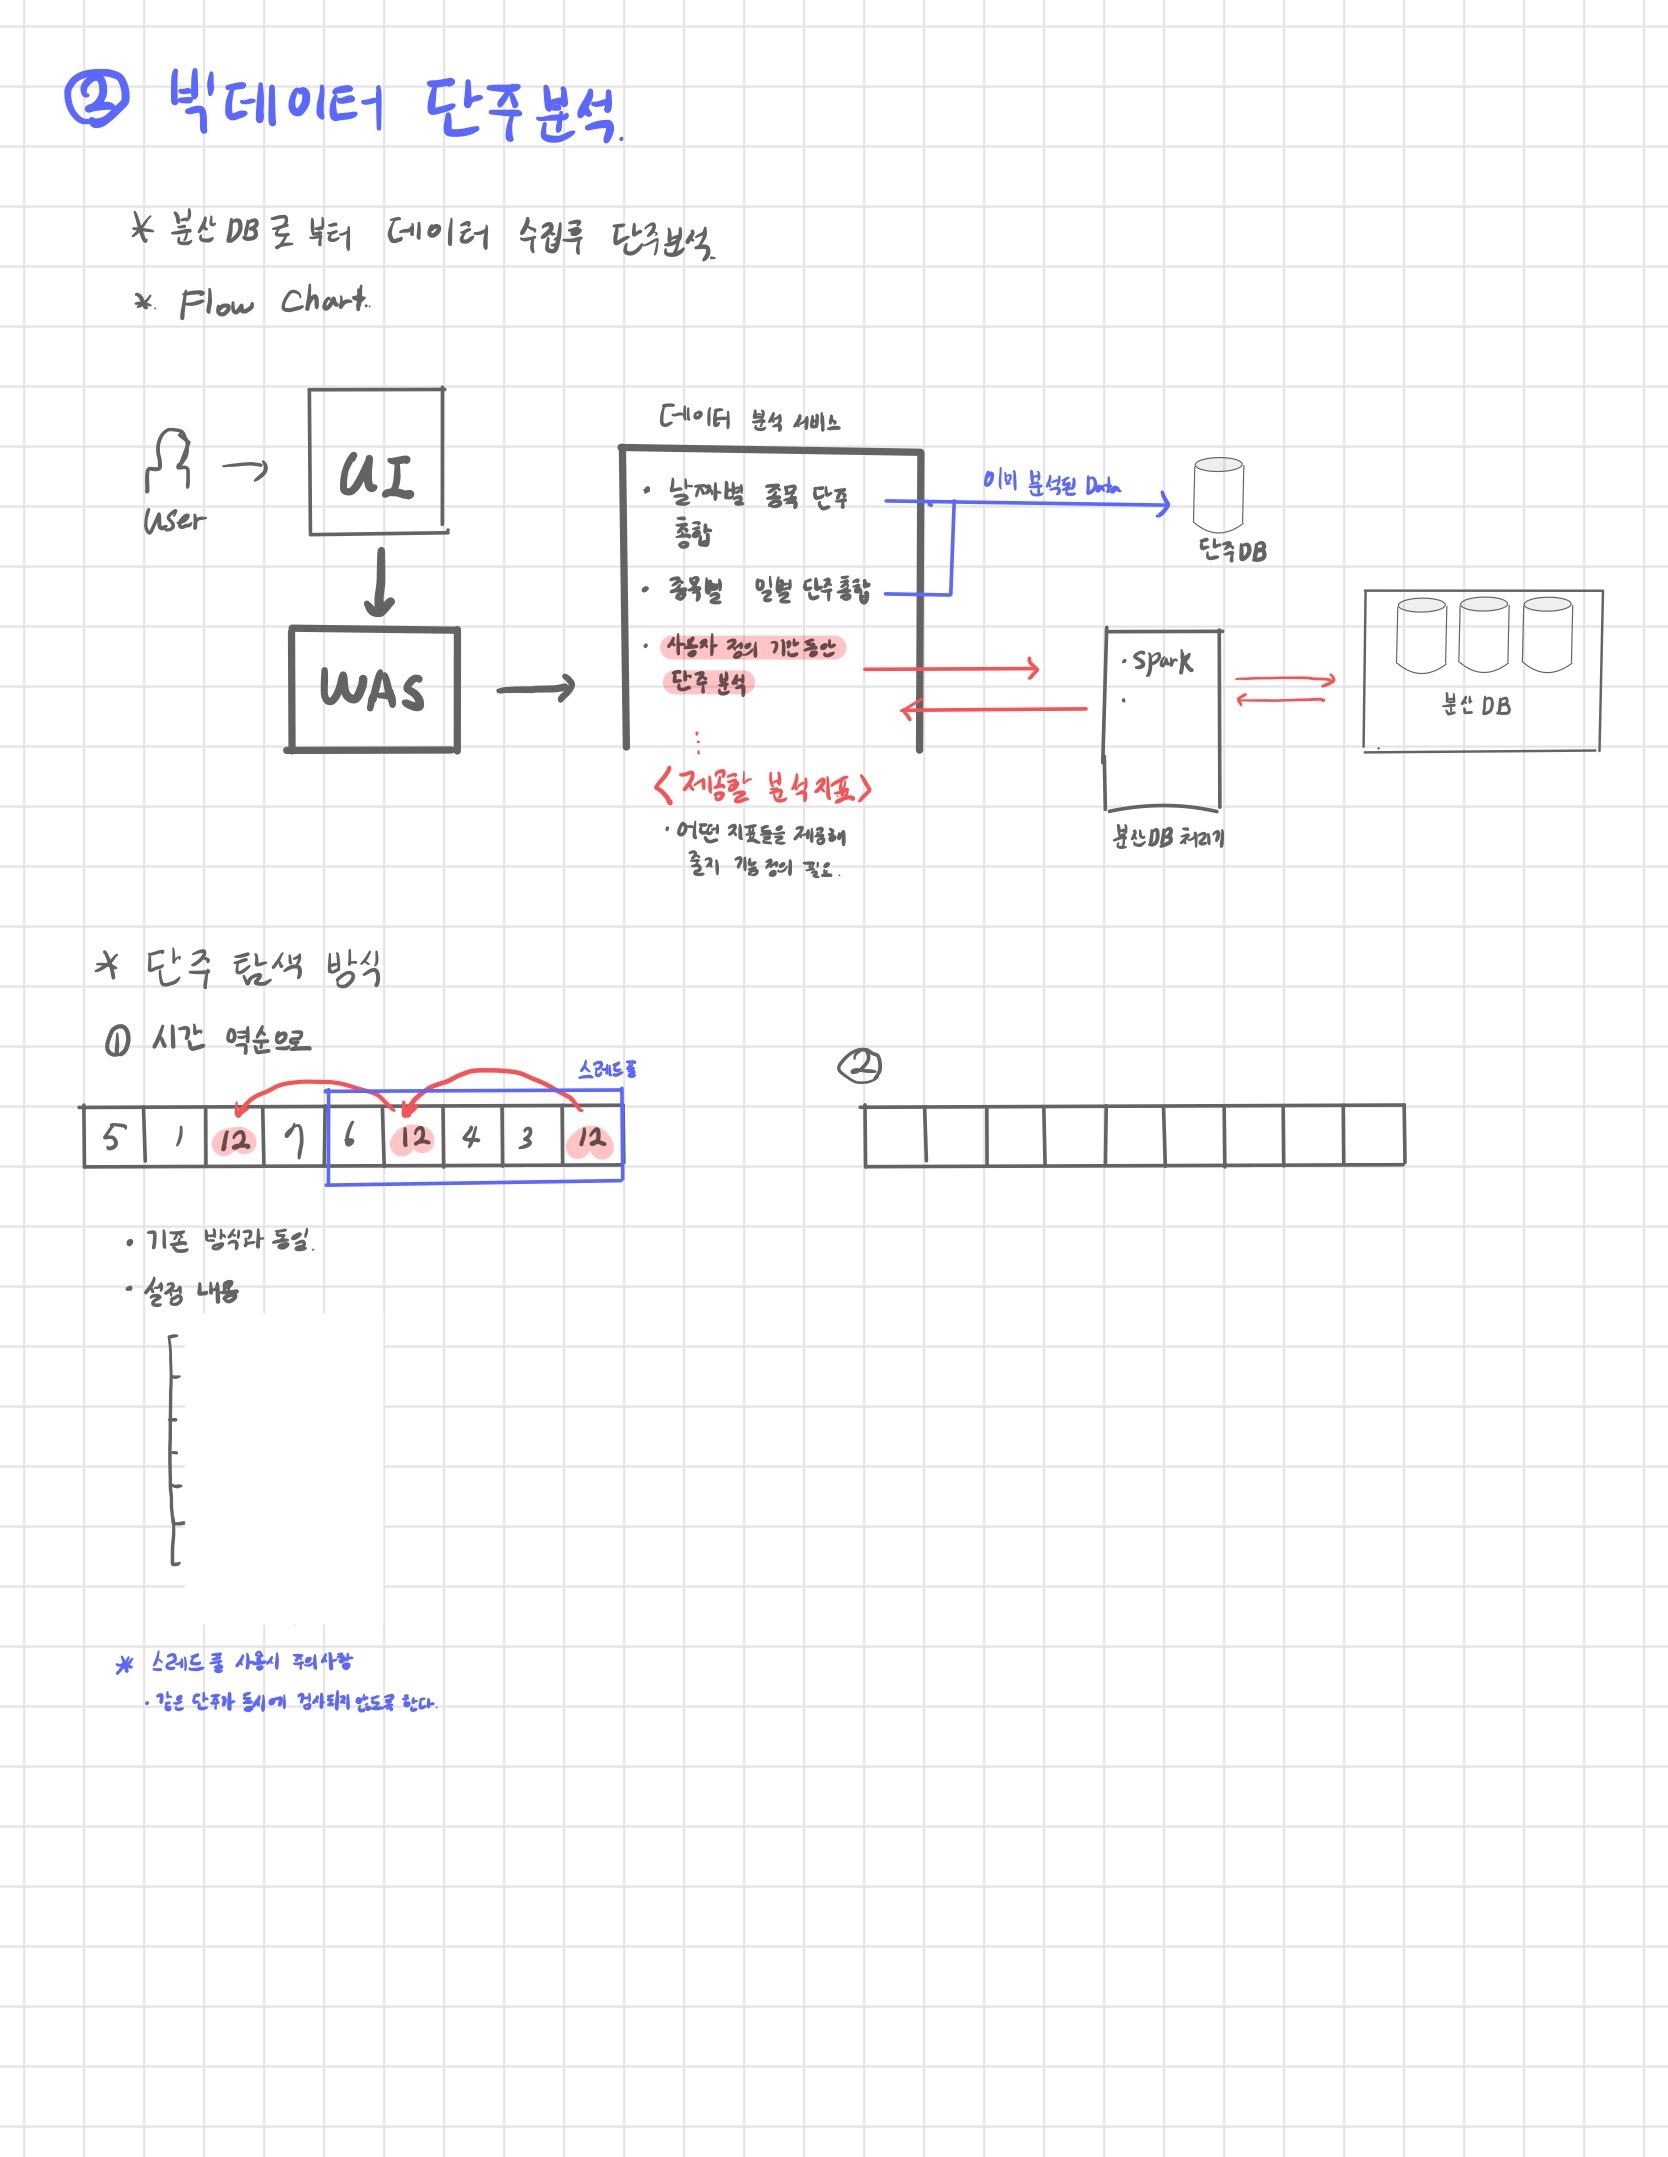 ② 빅데이터 단주분석.
* 분산DB로부터 데이터 수집후 단주분석.
*. Flow Chart.
user
UI
WAS
데이터 분석 서비스
· 날짜별 종목 단주
총합
· 종목별 일별 단주총합
· 사용자 정의 기간동안
단주 분석
⋮
이미 분석된 Data
단주DB
· Spark
·
분산DB 처리기
분산 DB
<제공할 분석지표>
· 어떤 지표들을 제공해
줄지 기능정의 필요.
* 단주 탐색 방식
① 시간 역순으로
스레드풀
5 1 12 7 6 12 4 3 12
②
· 기존 방식과 동일.
· 설정 내용
* 스레드풀 사용시 주의사항
· 같은 단주가 동시에 검사되지 않도록 한다.